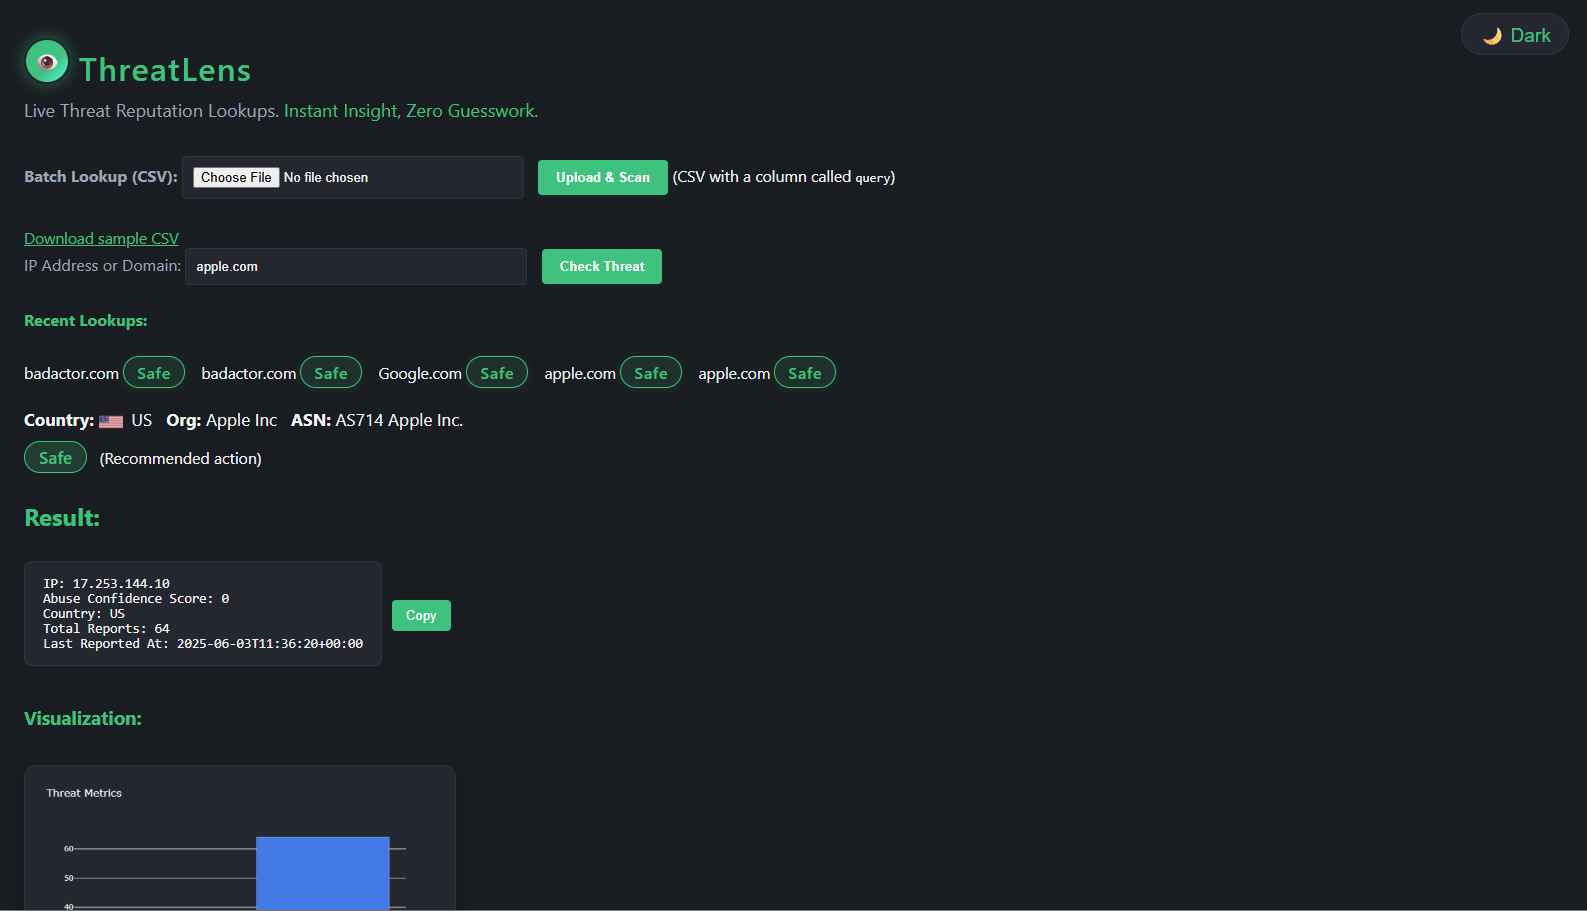 🌙 Dark
ThreatLens
Live Threat Reputation Lookups. Instant Insight, Zero Guesswork.
Batch Lookup (CSV): Choose File No file chosen Upload & Scan (CSV with a column called query)
Download sample CSV
IP Address or Domain: apple.com Check Threat
Recent Lookups:
badactor.com Safe badactor.com Safe Google.com Safe apple.com Safe apple.com Safe
Country: US Org: Apple Inc ASN: AS714 Apple Inc.
Safe (Recommended action)
Result:
IP: 17.253.144.10
Abuse Confidence Score: 0
Country: US
Total Reports: 64
Last Reported At: 2025-06-03T11:36:20+00:00
Copy
Visualization:
Threat Metrics
60
50
40